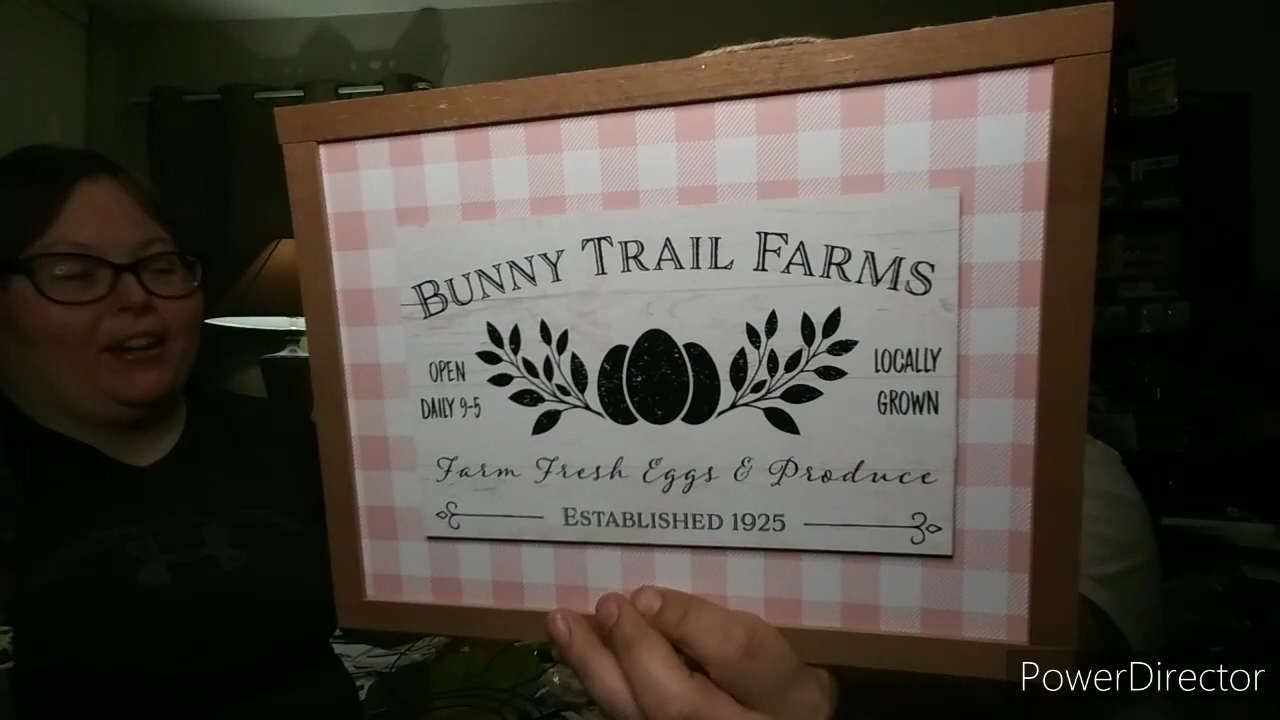 BUNNY TRAIL FARMS
OPEN
DAILY 9-5
LOCALLY
GROWN
Farm Fresh Eggs & Produce
ESTABLISHED 1925
PowerDirector